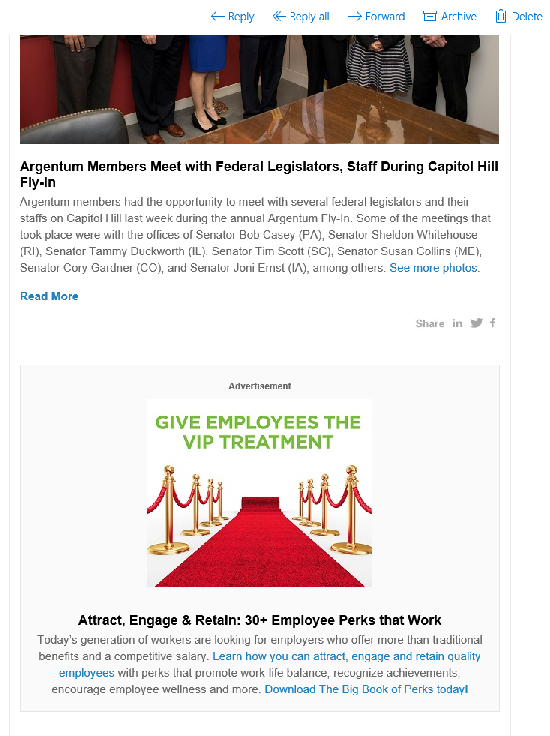 Reply
Reply all
Forward
Archive
Delete
Argentum Members Meet with Federal Legislators, Staff During Capitol Hill
Fly-In
Argentum members had the opportunity to meet with several federal legislators and their
staffs on Capitol Hill last week during the annual Argentum Fly-In. Some of the meetings that
took place were with the offices of Senator Bob Casey (PA), Senator Sheldon Whitehouse
(RI), Senator Tammy Duckworth (IL), Senator Tim Scott (SC), Senator Susan Collins (ME),
Senator Cory Gardner (CO), and Senator Joni Ernst (IA), among others. See more photos.
Read More
Share in f
Advertisement
GIVE EMPLOYEES THE
VIP TREATMENT
Attract, Engage & Retain: 30+ Employee Perks that Work
Today's generation of workers are looking for employers who offer more than traditional
benefits and a competitive salary. Learn how you can attract, engage and retain quality
employees with perks that promote work life balance, recognize achievements,
encourage employee wellness and more. Download The Big Book of Perks today!